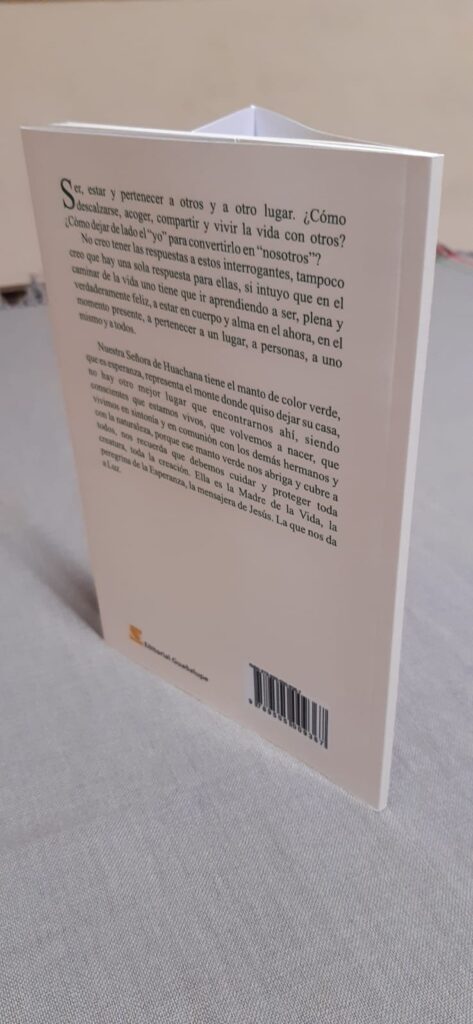 Ser, estar y pertenecer a otros y a otro lugar. ¿Cómo
descalzarse, acoger, compartir y vivir la vida con otros?
¿Cómo dejar de lado el "yo" para convertirlo en "nosotros"?
No creo tener las respuestas a estos interrogantes, tampoco
creo que hay una sola respuesta para ellas, si intuyo que en el
caminar de la vida uno tiene que ir aprendiendo a ser, plena y
verdaderamente feliz, a estar en cuerpo y alma en el ahora, en el
momento presente, a pertenecer a un lugar, a personas, a uno
mismo y a todos.
Nuestra Señora de Huachana tiene el manto de color verde,
que es esperanza, representa el monte donde quiso dejar su casa,
no hay otro mejor lugar que encontrarnos ahí, siendo
conscientes que estamos vivos, que volvemos a nacer, que
vivimos en sintonía y en comunión con los demás hermanos y
con la naturaleza, porque ese manto verde nos abriga y cubre a
todos, nos recuerda que debemos cuidar y proteger toda
creatura, toda la creación. Ella es la Madre de la Vida, la
peregrina de la Esperanza, la mensajera de Jesús. La que nos da
a Luz.
Editorial Guadalupe